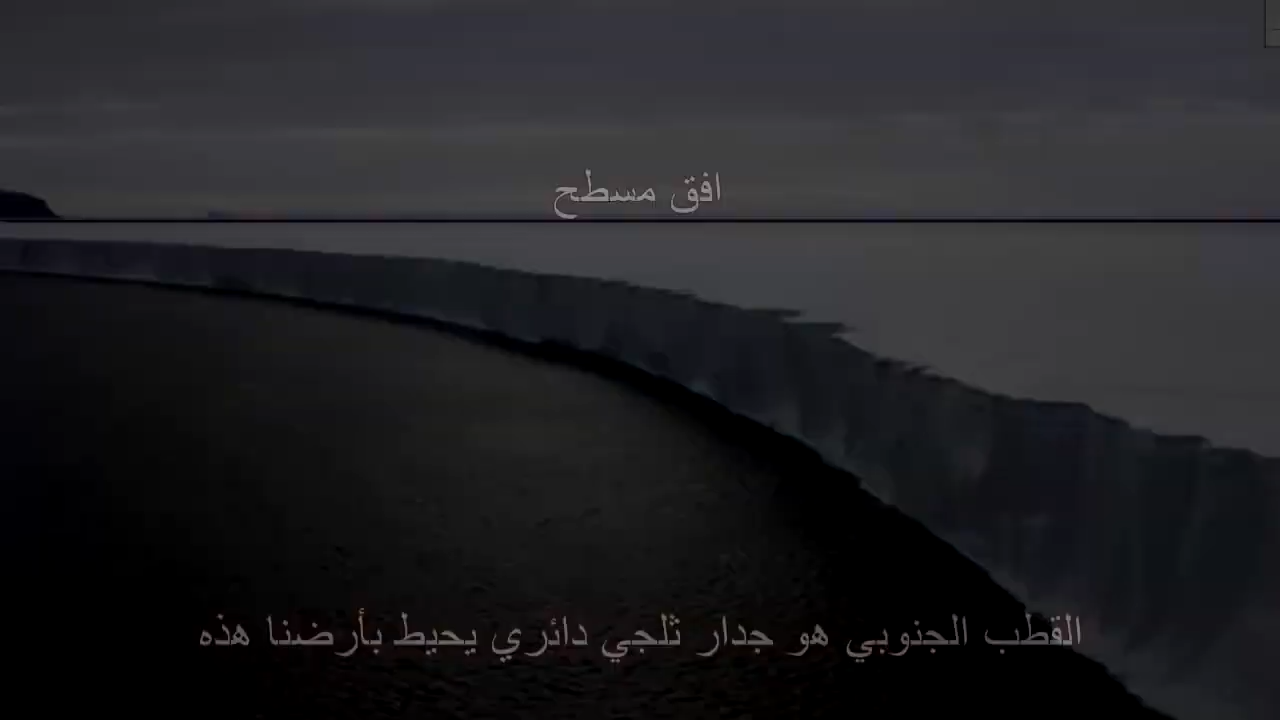 افق مسطح
القطب الجنوبي هو جدار ثلجي دائري يحيط بأرضنا هذه